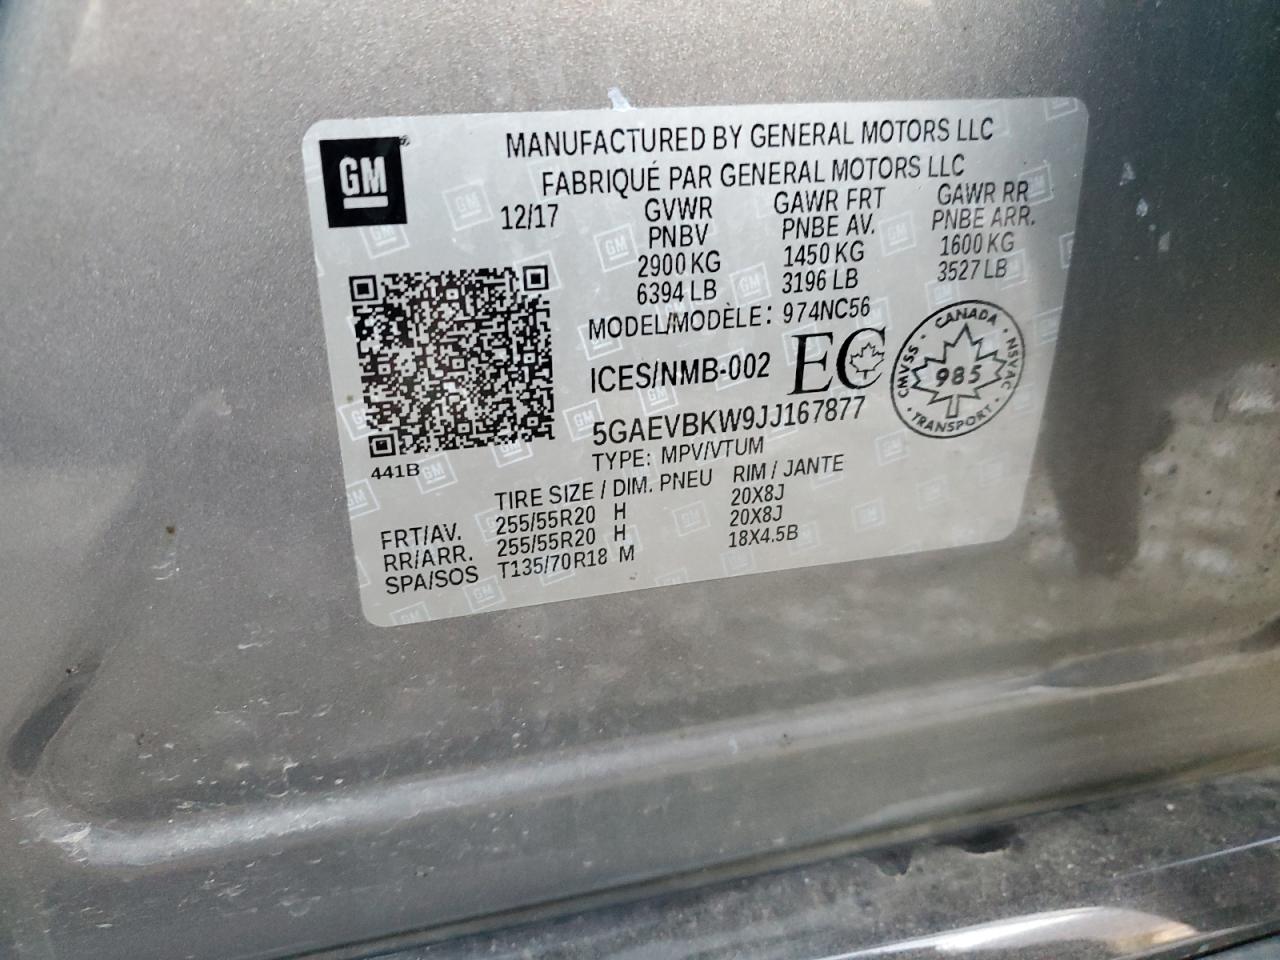 GM
MANUFACTURED BY GENERAL MOTORS LLC
FABRIQUÉ PAR GENERAL MOTORS LLC
12/17
GVWR
PNBV
2900 KG
6394 LB
GAWR FRT
PNBE AV.
1450 KG
3196 LB
GAWR RR
PNBE ARR.
1600 KG
3527 LB
MODEL/MODÈLE: 974NC56
ICES/NMB-002 EC
CANADA
CMVSS · NSVAC
985
TRANSPORT
5GAEVBKW9JJ167877
TYPE: MPV/VTUM
441B
TIRE SIZE / DIM. PNEU RIM / JANTE
FRT/AV. 255/55R20 H 20X8J
RR/ARR. 255/55R20 H 20X8J
SPA/SOS T135/70R18 M 18X4.5B